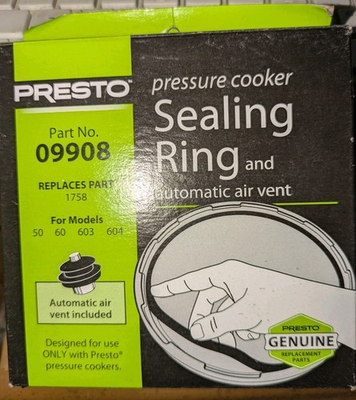 PRESTO™
pressure cooker
Sealing
Ring and
automatic air vent
Part No.
09908
REPLACES PART
1758
For Models
50 60 603 604
Automatic air
vent included
Designed for use
ONLY with Presto®
pressure cookers.
PRESTO
GENUINE
REPLACEMENT
PARTS